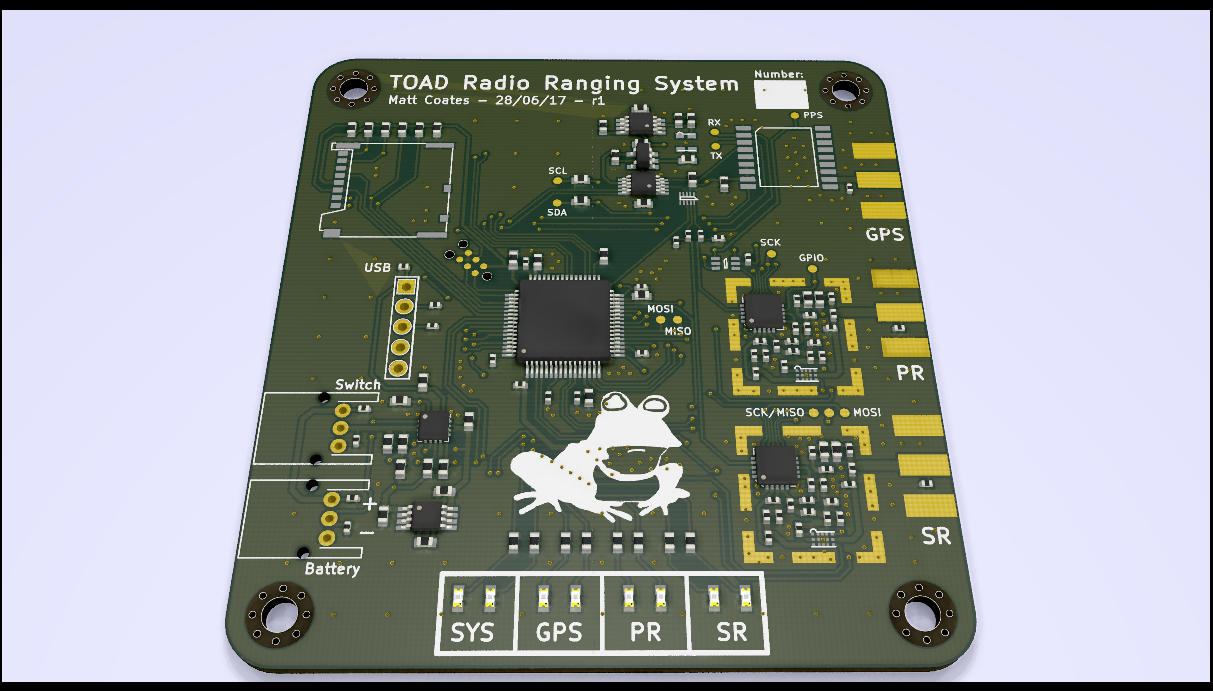 TOAD Radio Ranging System
Number:
Matt Coates - 28/06/17 - r1
PPS
RX
TX
SCL
SDA
GPS
SCK
USB
GPIO
MOSI
MISO
PR
Switch
SCK/MISO
MOSI
+
-
SR
Battery
SYS
GPS
PR
SR